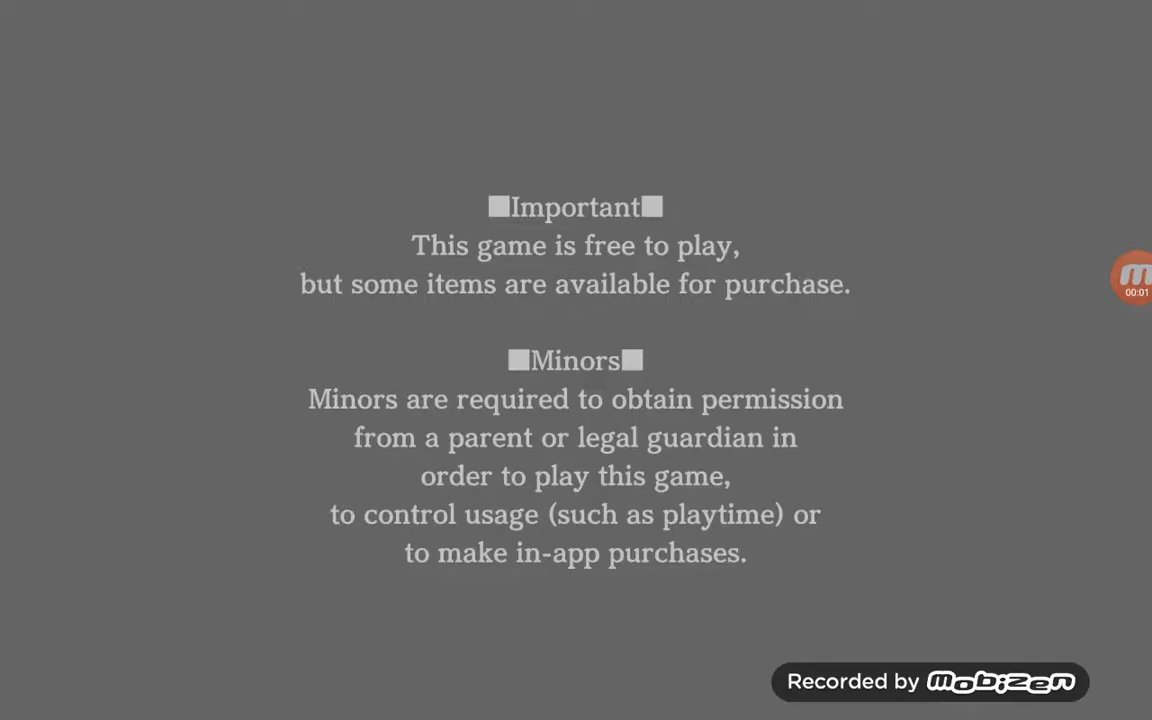 ■Important■
This game is free to play,
but some items are available for purchase.
■Minors■
Minors are required to obtain permission
from a parent or legal guardian in
order to play this game,
to control usage (such as playtime) or
to make in-app purchases.
m
00:01
Recorded by mobizen